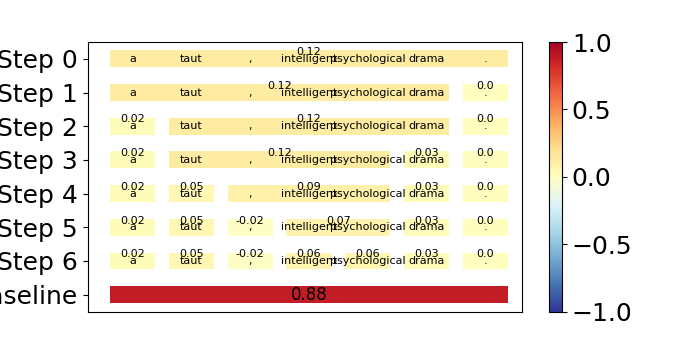 0.12
Step 0 a taut , intelligent psychological drama .
0.12 0.0
Step 1 a taut , intelligent psychological drama .
0.02 0.12 0.0
Step 2 a taut , intelligent psychological drama .
0.02 0.12 0.03 0.0
Step 3 a taut , intelligent psychological drama .
0.02 0.05 0.09 0.03 0.0
Step 4 a taut , intelligent psychological drama .
0.02 0.05 -0.02 0.07 0.03 0.0
Step 5 a taut , intelligent psychological drama .
0.02 0.05 -0.02 0.06 0.06 0.03 0.0
Step 6 a taut , intelligent psychological drama .
seline 0.88
1.0
0.5
0.0
−0.5
−1.0